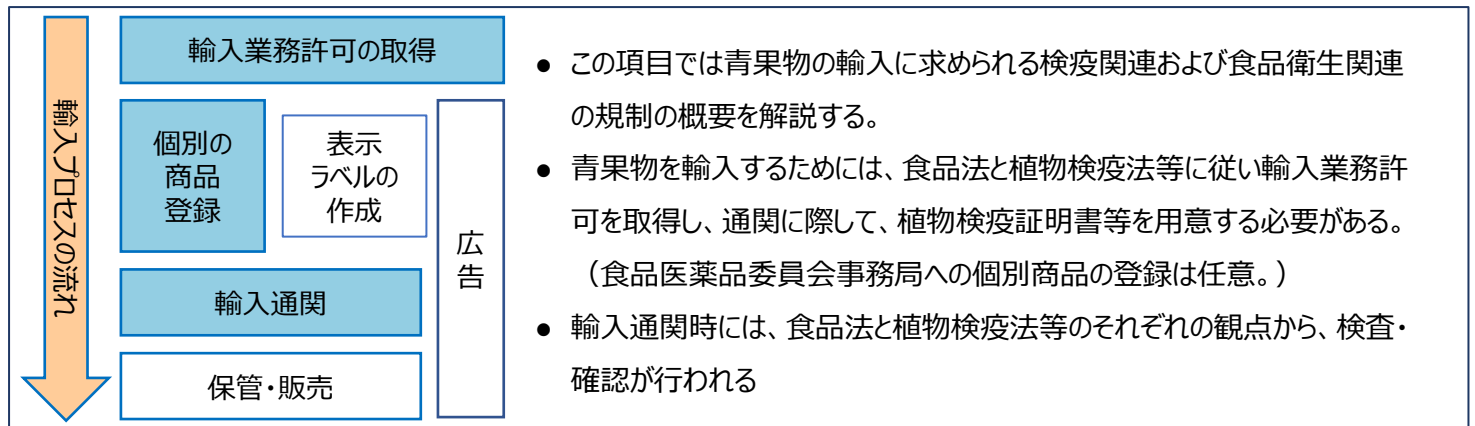 輸入プロセスの流れ
輸入業務許可の取得
個別の
商品
登録
表示
ラベルの
作成
広告
輸入通関
保管・販売
● この項目では青果物の輸入に求められる検疫関連および食品衛生関連
の規制の概要を解説する。
● 青果物を輸入するためには、食品法と植物検疫法等に従い輸入業務許
可を取得し、通関に際して、植物検疫証明書等を用意する必要がある。
（食品医薬品委員会事務局への個別商品の登録は任意。）
● 輸入通関時には、食品法と植物検疫法等のそれぞれの観点から、検査・
確認が行われる